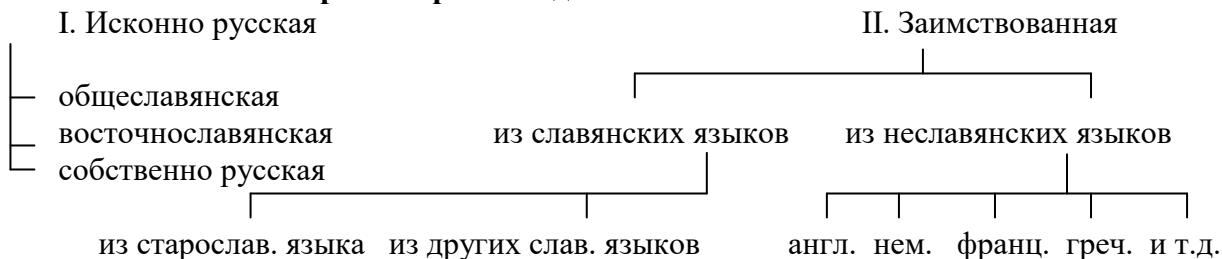 I. Исконно русская II. Заимствованная
общеславянская
восточнославянская из славянских языков из неславянских языков
собственно русская
из старослав. языка из других слав. языков англ. нем. франц. греч. и т.д.